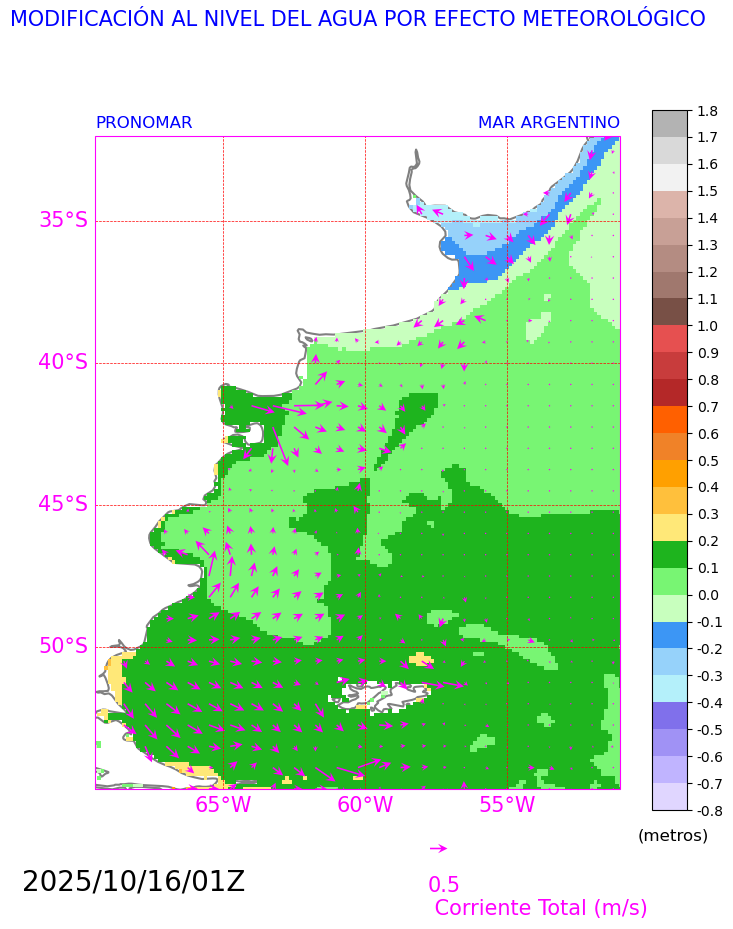 MODIFICACIÓN AL NIVEL DEL AGUA POR EFECTO METEOROLÓGICO
PRONOMAR
MAR ARGENTINO
35°S
40°S
45°S
50°S
65°W
60°W
55°W
1.8
1.7
1.6
1.5
1.4
1.3
1.2
1.1
1.0
0.9
0.8
0.7
0.6
0.5
0.4
0.3
0.2
0.1
0.0
-0.1
-0.2
-0.3
-0.4
-0.5
-0.6
-0.7
-0.8
(metros)
2025/10/16/01Z
0.5
Corriente Total (m/s)